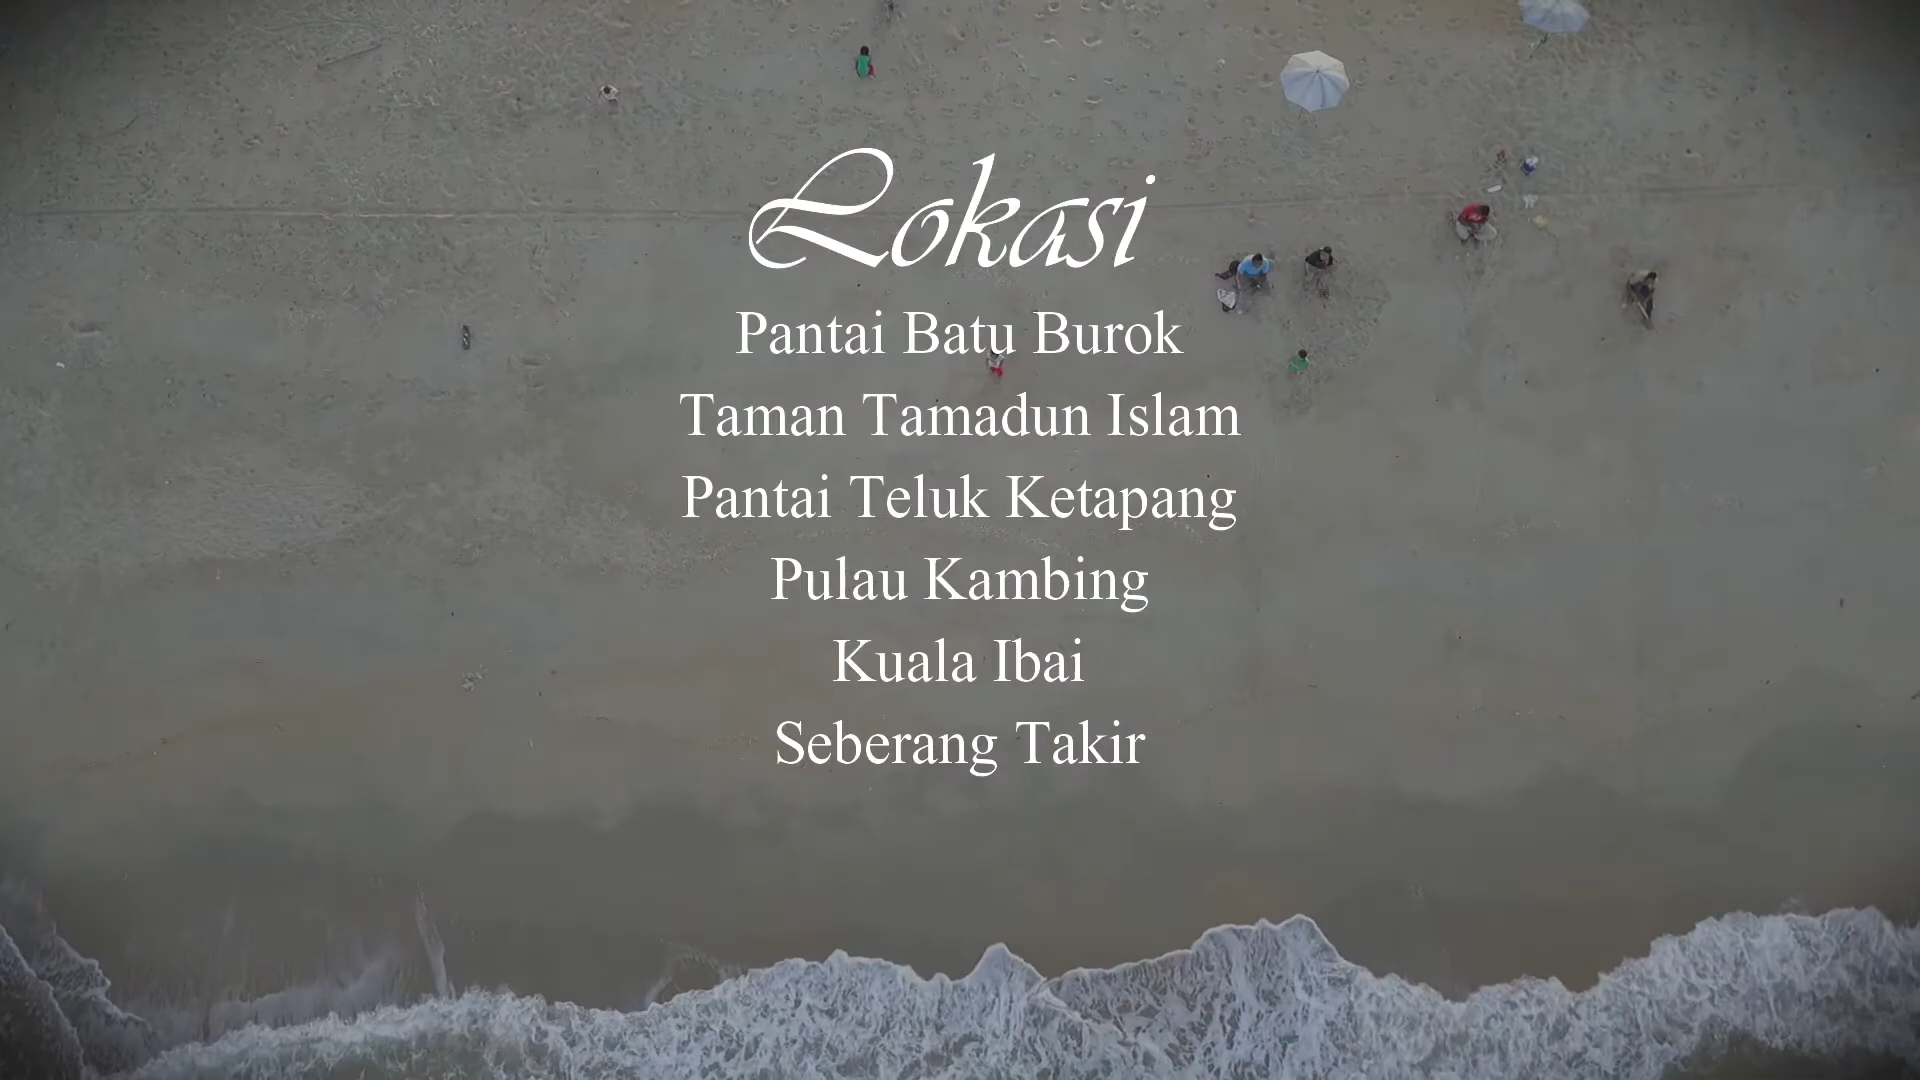 Lokasi
Pantai Batu Burok
Taman Tamadun Islam
Pantai Teluk Ketapang
Pulau Kambing
Kuala Ibai
Seberang Takir